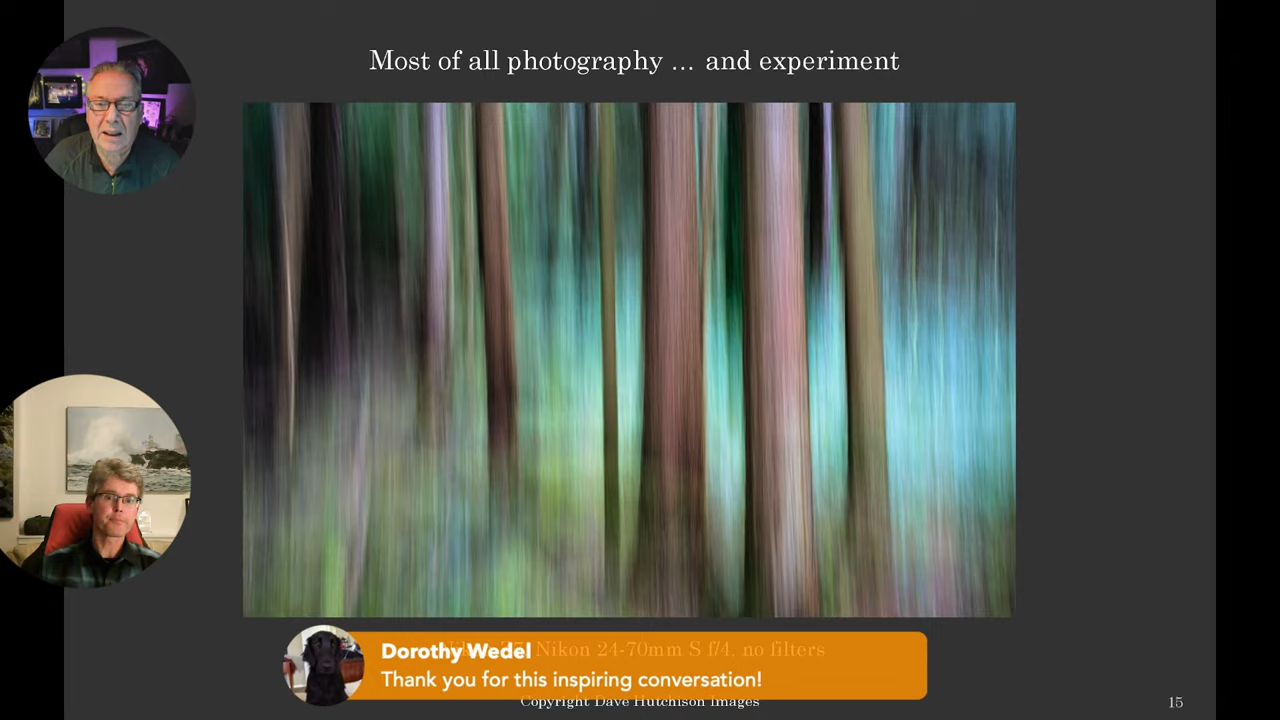 Most of all photography ... and experiment
Dorothy Wedel
Nikon 24-70mm S f/4. no filters
Thank you for this inspiring conversation!
Copyright Dave Hutchison Images
15